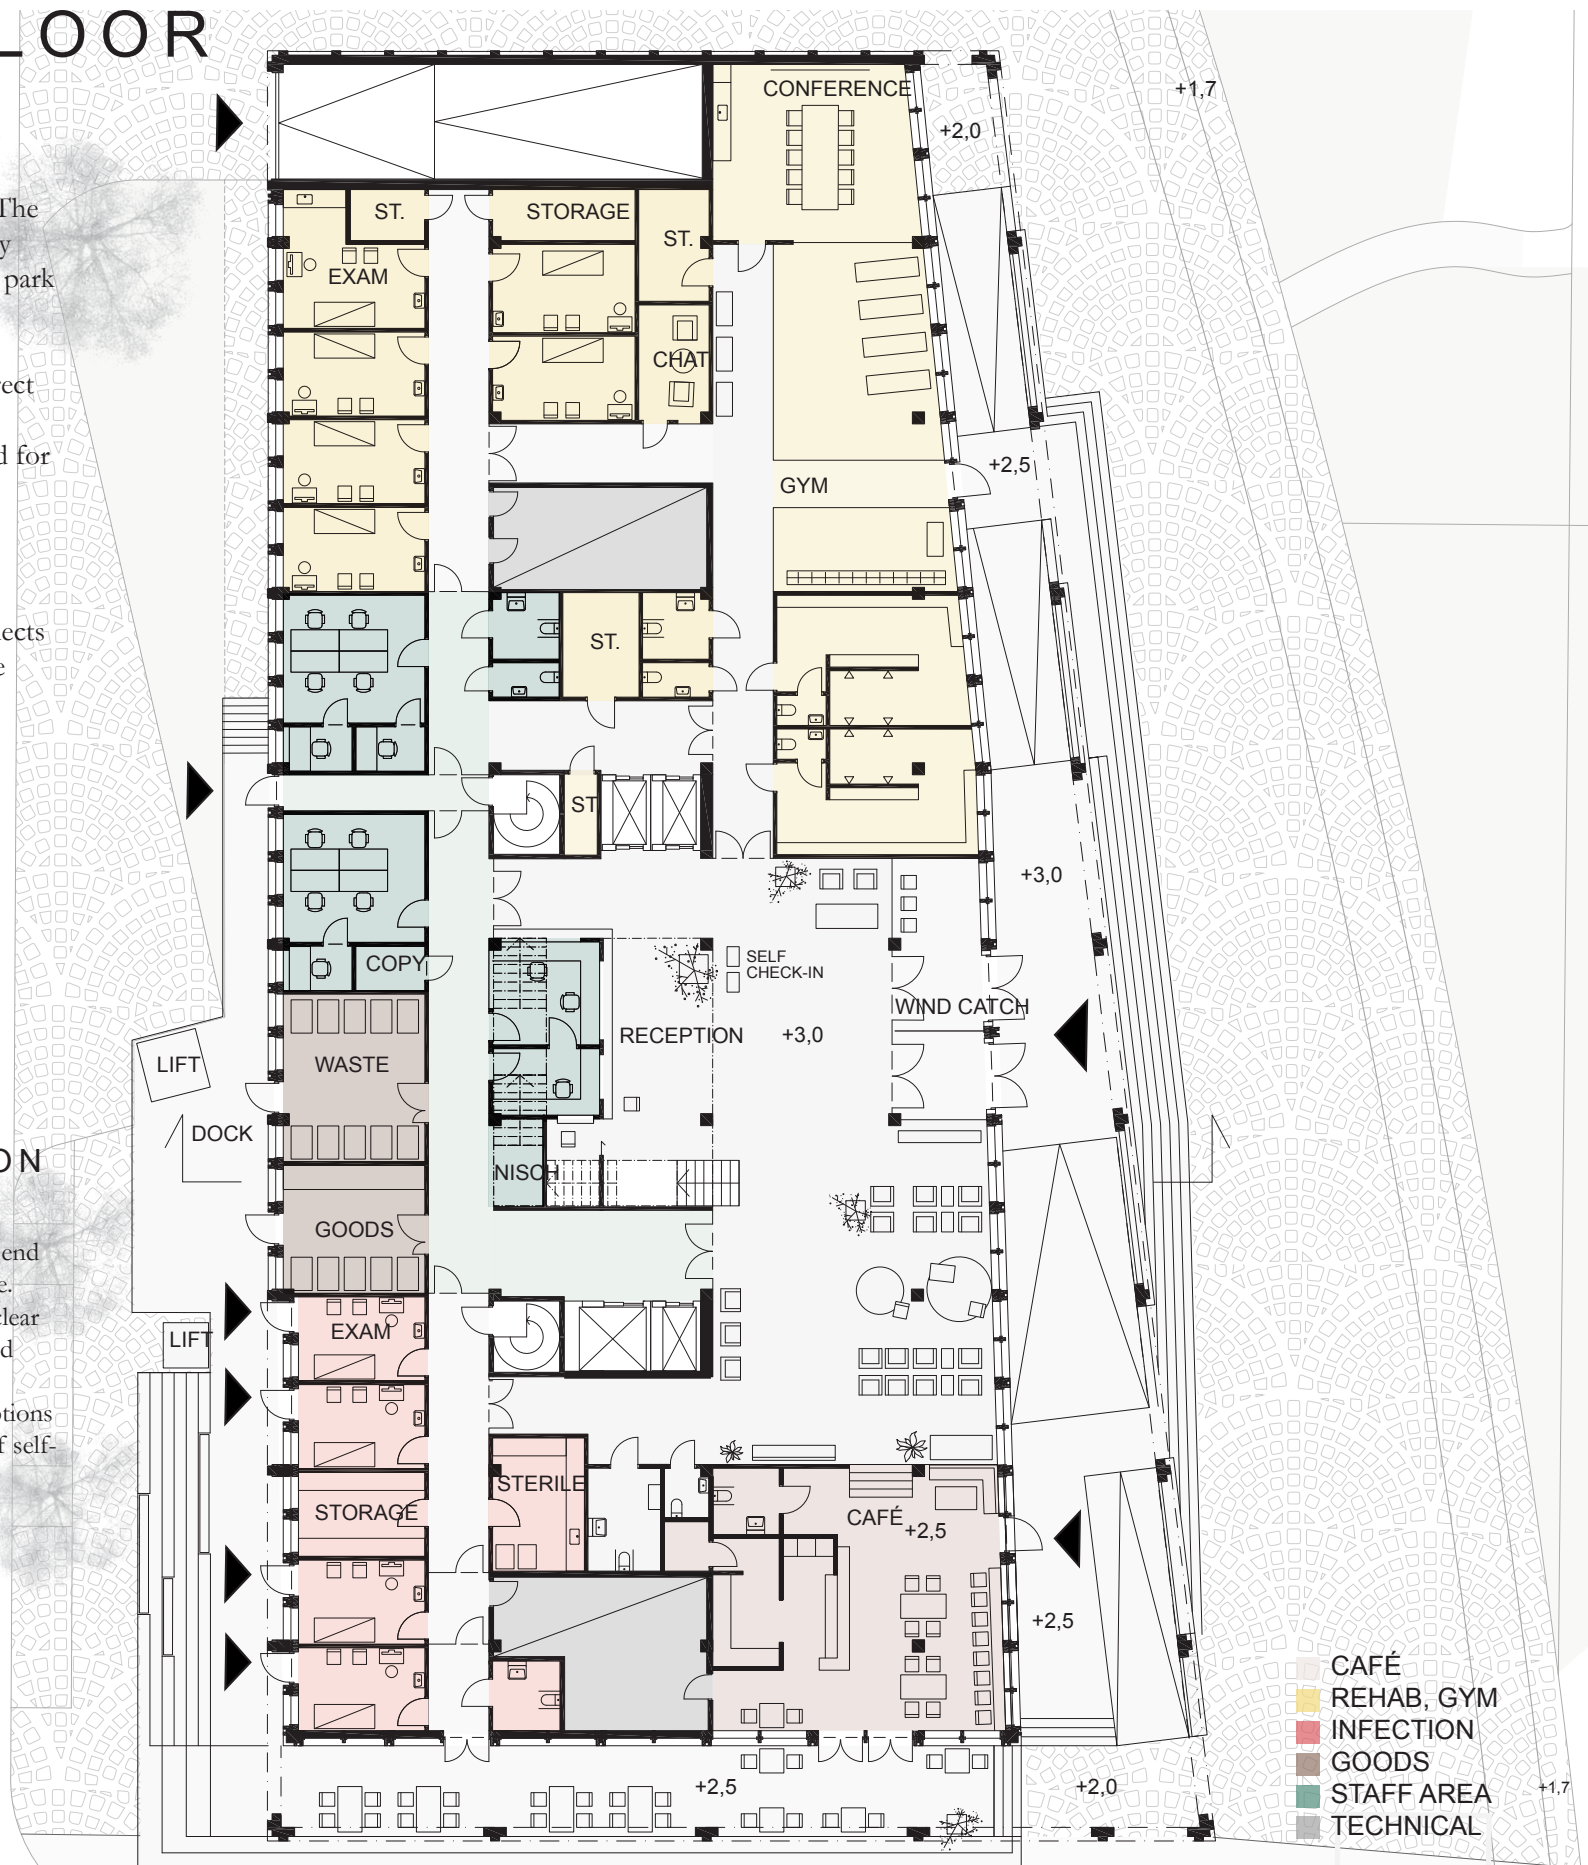 LOOR
CONFERENCE
+1,7
+2,0
The
y
park
ST.
STORAGE
ST.
EXAM
CHAT
rect
d for
+2,5
GYM
ects
e
ST.
ST.
+3,0
COPY
SELF
CHECK-IN
WIND CATCH
RECEPTION
+3,0
LIFT
WASTE
DOCK
ON
NISCH
GOODS
end
e.
clear
d
LIFT
EXAM
otions
f self-
STERILE
STORAGE
CAFÉ
+2,5
+2,5
CAFÉ
REHAB, GYM
INFECTION
GOODS
STAFF AREA
TECHNICAL
+2,5
+2,0
+1,7